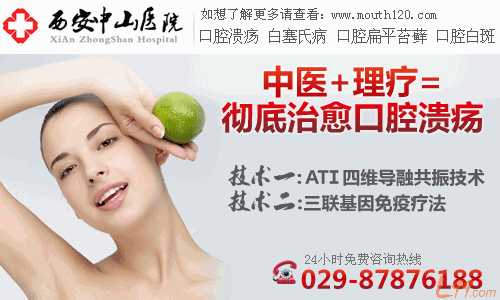 西安中山医院
XiAn ZhongShan Hospital
如想了解更多请查看：www.mouth120.com
口腔溃疡 白塞氏病 口腔扁平苔藓 口腔白斑
中医+理疗=
彻底治愈口腔溃疡
技术一:ATI四维导融共振技术
技术二:三联基因免疫疗法
24小时免费咨询热线
029-87876188